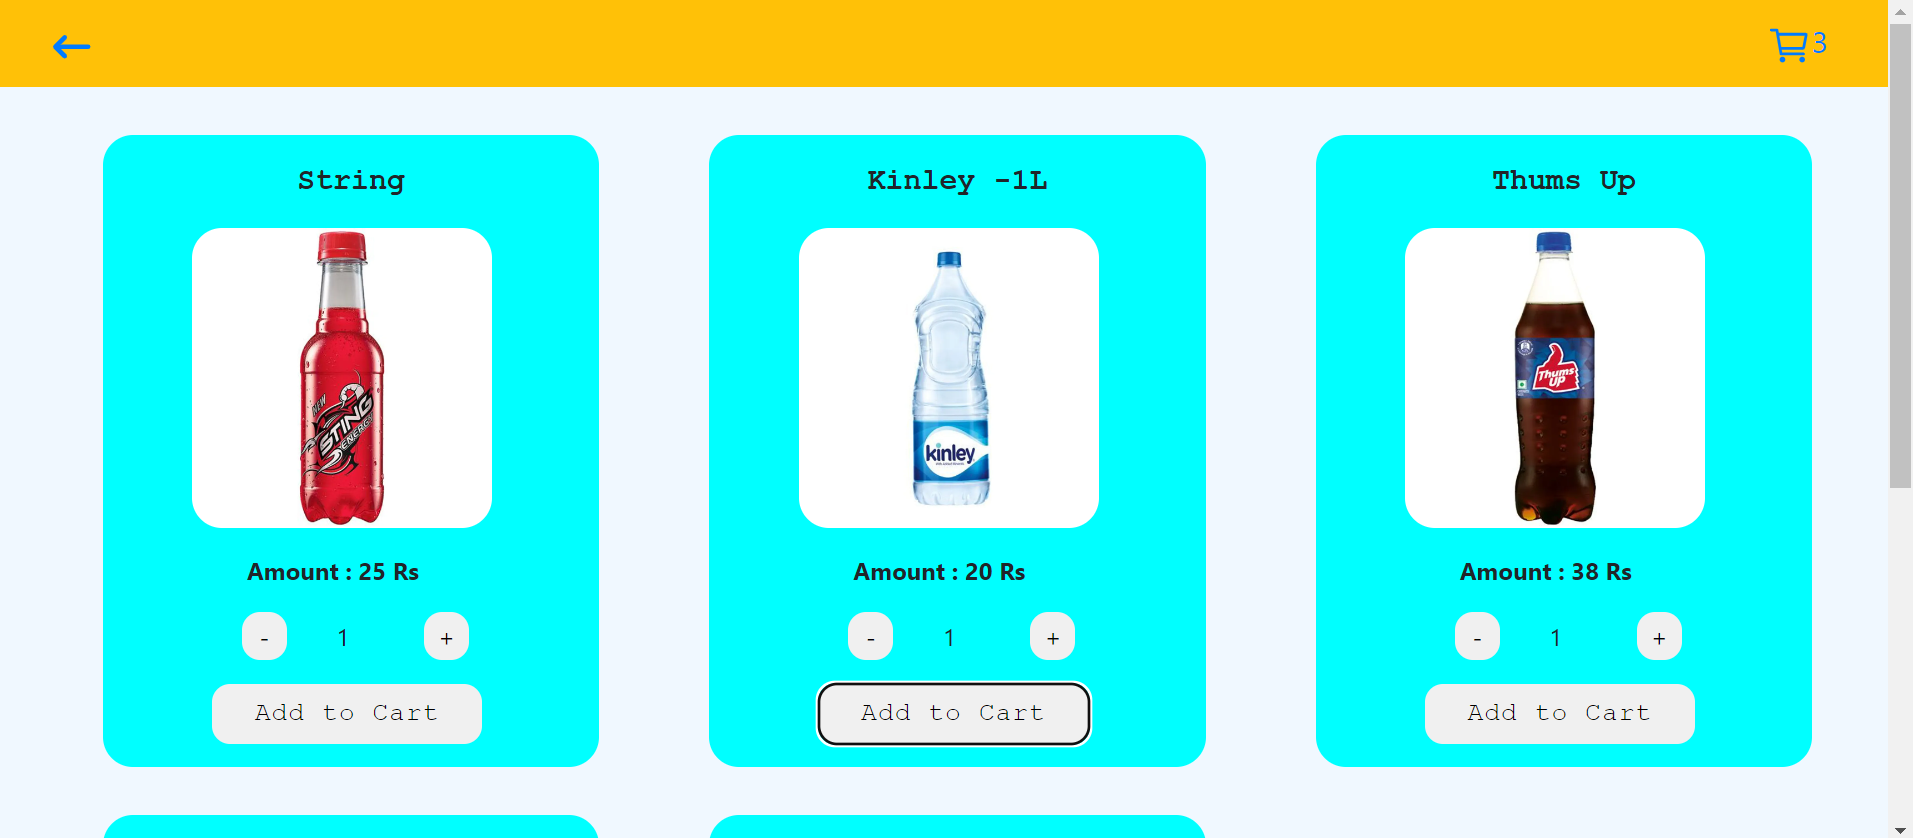 3
String
Kinley -1L
Thums Up
NEW
STING
ENERGY
kinley
Thums
UP
Amount : 25 Rs
Amount : 20 Rs
Amount : 38 Rs
- 1 +
- 1 +
- 1 +
Add to Cart
Add to Cart
Add to Cart